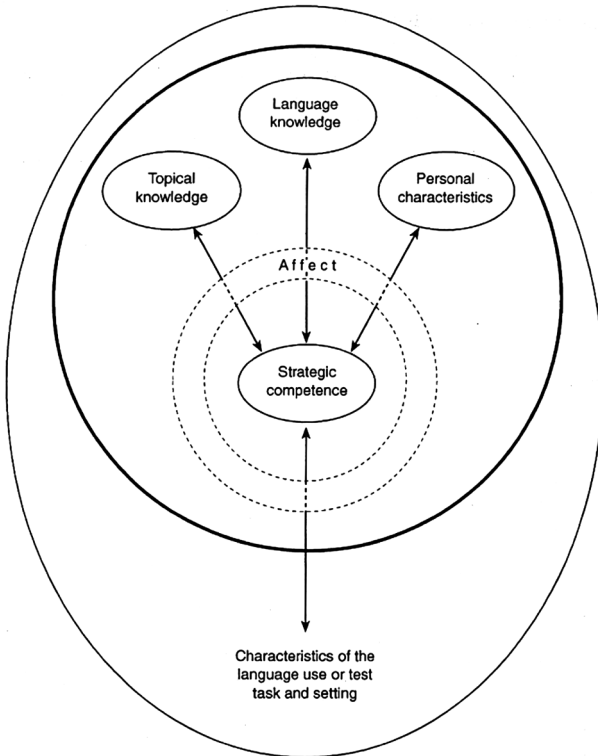 Language
knowledge
Topical
knowledge
Personal
characteristics
Affect
Strategic
competence
Characteristics of the
language use or test
task and setting